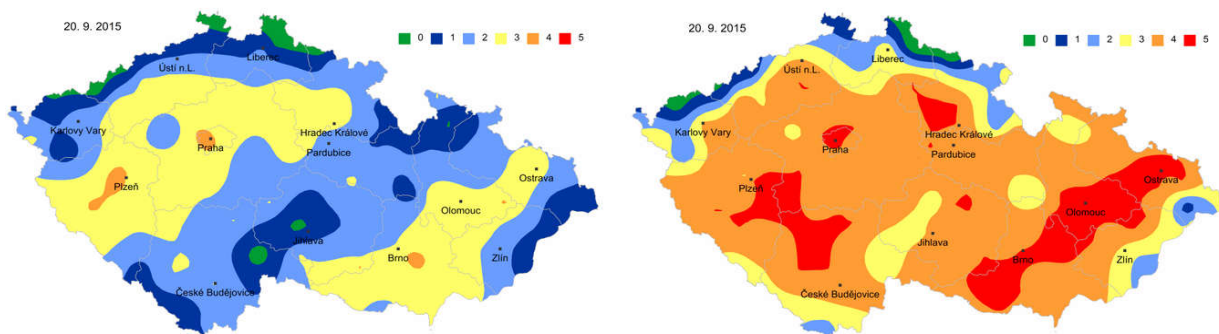 20. 9. 2015
0 1 2 3 4 5
Liberec
Ústí n.L.
Karlovy Vary
Hradec Králové
Praha
Pardubice
Plzeň
Ostrava
Olomouc
Jihlava
Brno
Zlín
České Budějovice
20. 9. 2015
0 1 2 3 4 5
Liberec
Ústí n.L.
Karlovy Vary
Hradec Králové
Praha
Pardubice
Plzeň
Ostrava
Olomouc
Jihlava
Brno
Zlín
České Budějovice